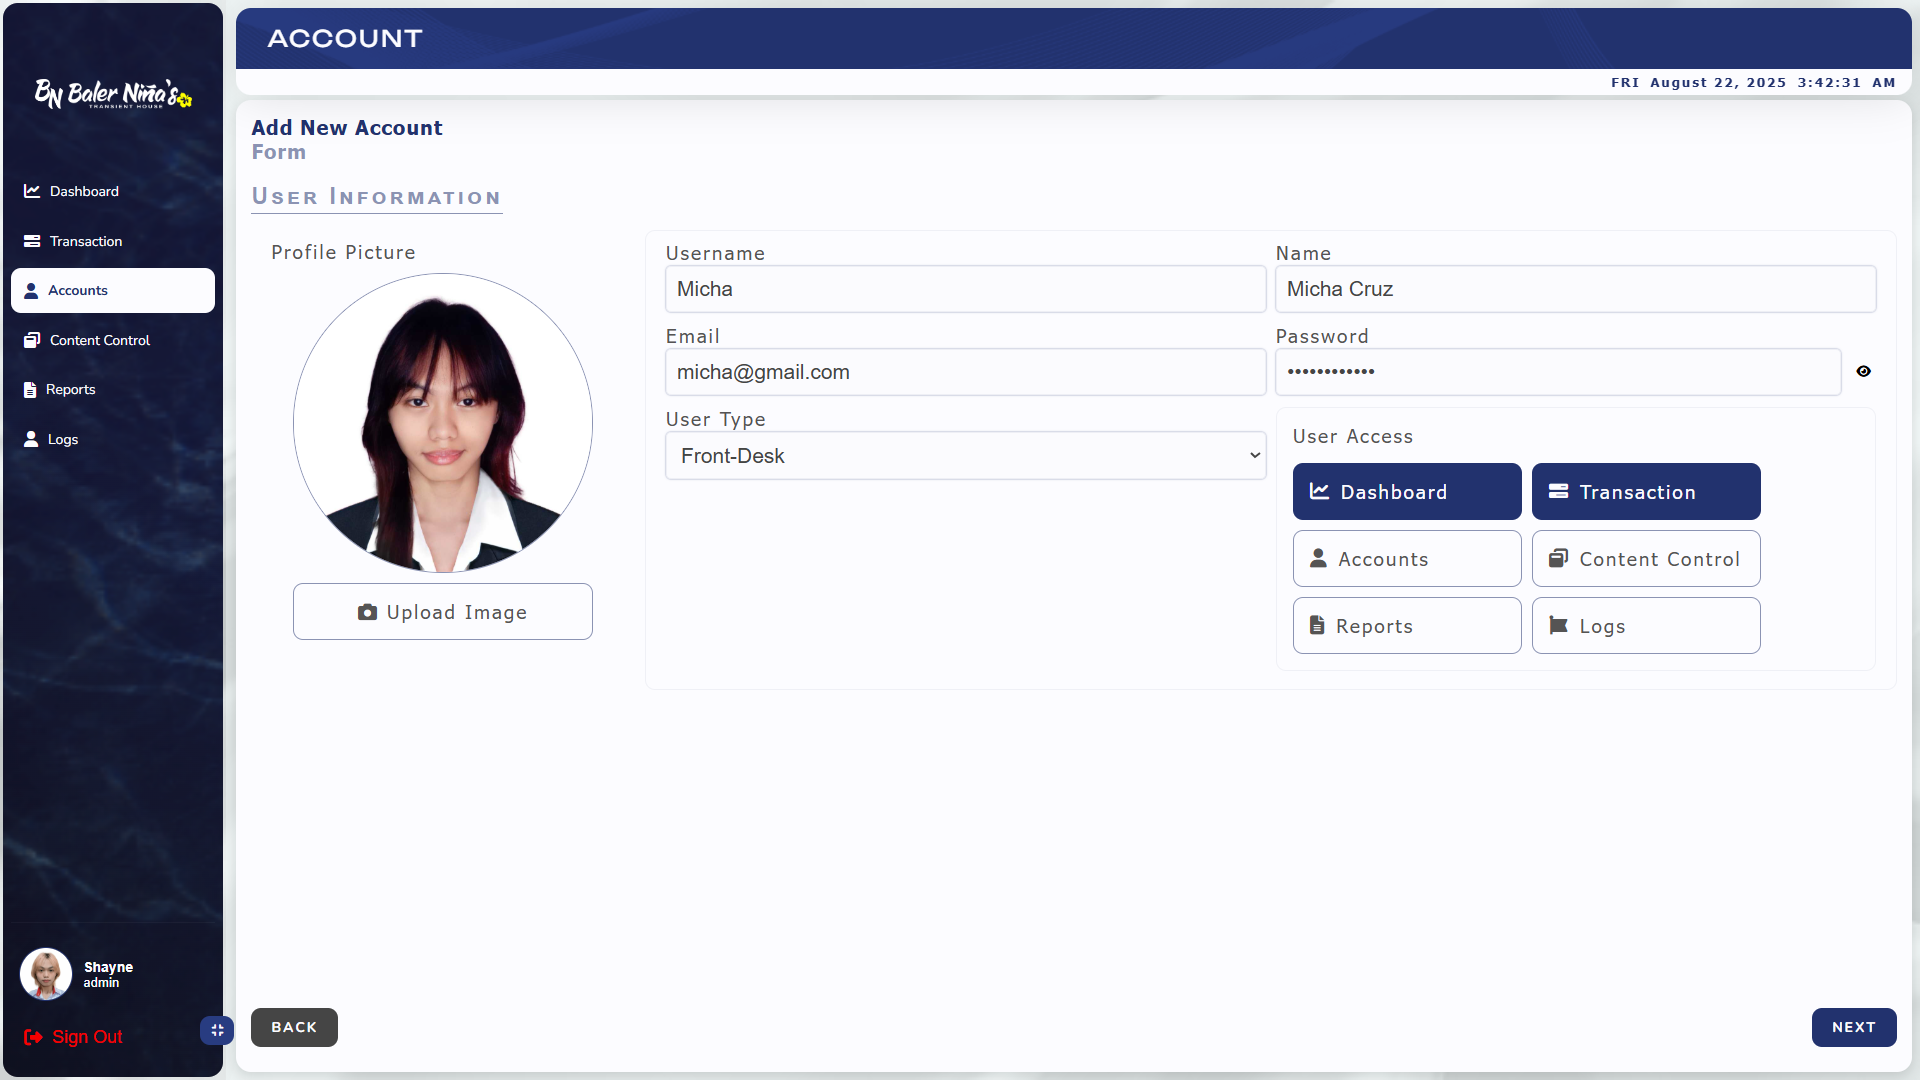 BN Baler Niña's
TRANSIENT HOUSE
Dashboard
Transaction
Accounts
Content Control
Reports
Logs
Shayne
admin
Sign Out
ACCOUNT
FRI August 22, 2025 3:42:31 AM
Add New Account
Form
User Information
Profile Picture
Upload Image
Username
Micha
Name
Micha Cruz
Email
micha@gmail.com
Password
••••••••••••
User Type
Front-Desk
User Access
Dashboard
Transaction
Accounts
Content Control
Reports
Logs
BACK
NEXT